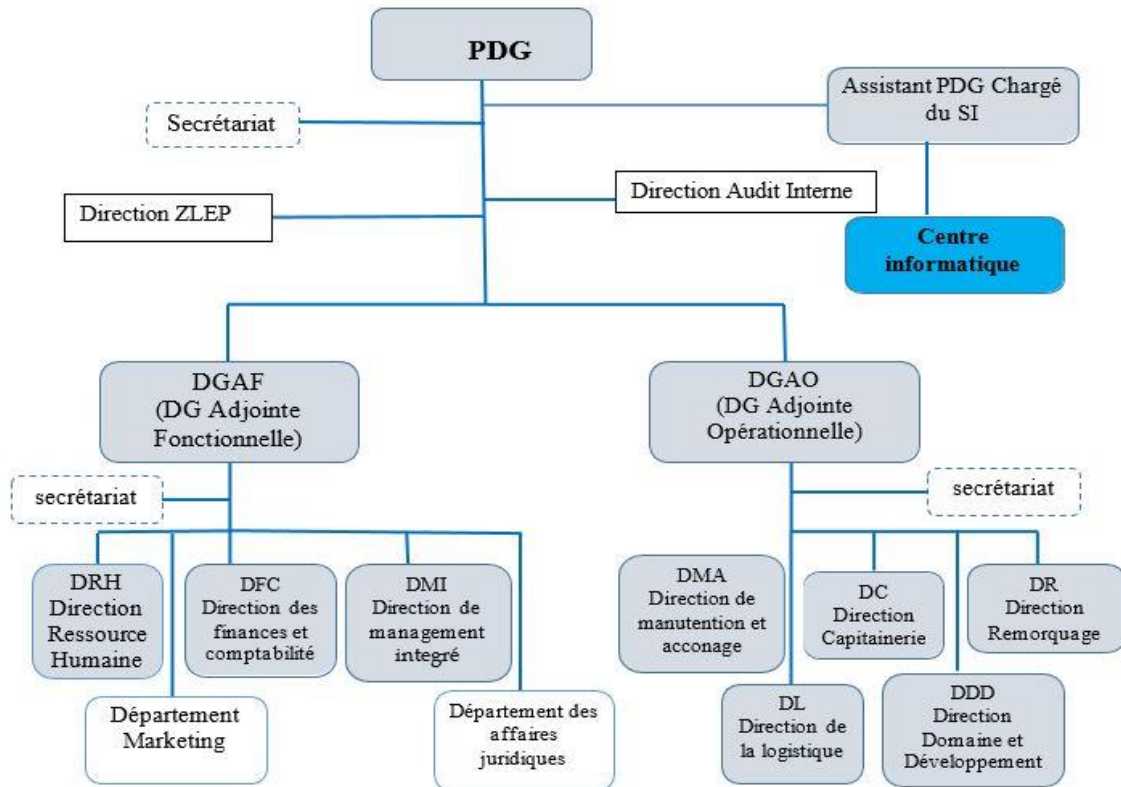 PDG
Assistant PDG Chargé
du SI
Secrétariat
Direction Audit Interne
Direction ZLEP
Centre
informatique
DGAF
(DG Adjointe
Fonctionnelle)
DGAO
(DG Adjointe
Opérationnelle)
secrétariat
secrétariat
DRH
Direction
Ressource
Humaine
DFC
Direction des
finances et
comptabilité
DMI
Direction de
management
integré
DMA
Direction de
manutention et
acconage
DC
Direction
Capitainerie
DR
Direction
Remorquage
Département
Marketing
Département des
affaires
juridiques
DL
Direction de
la logistique
DDD
Direction
Domaine et
Développement